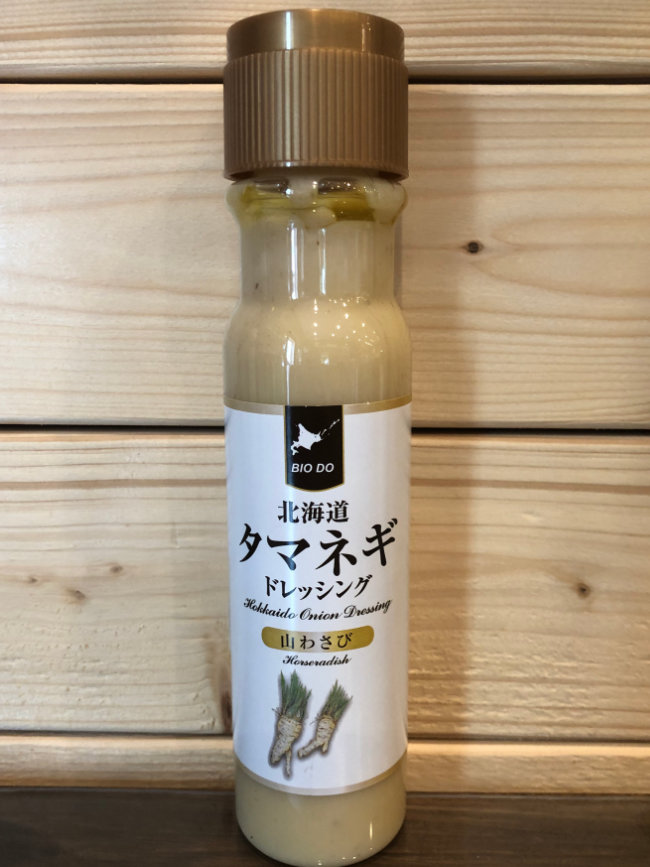 BIO DO
北海道
タマネギ
ドレッシング
Hokkaido Onion Dressing
山わさび
Horseradish